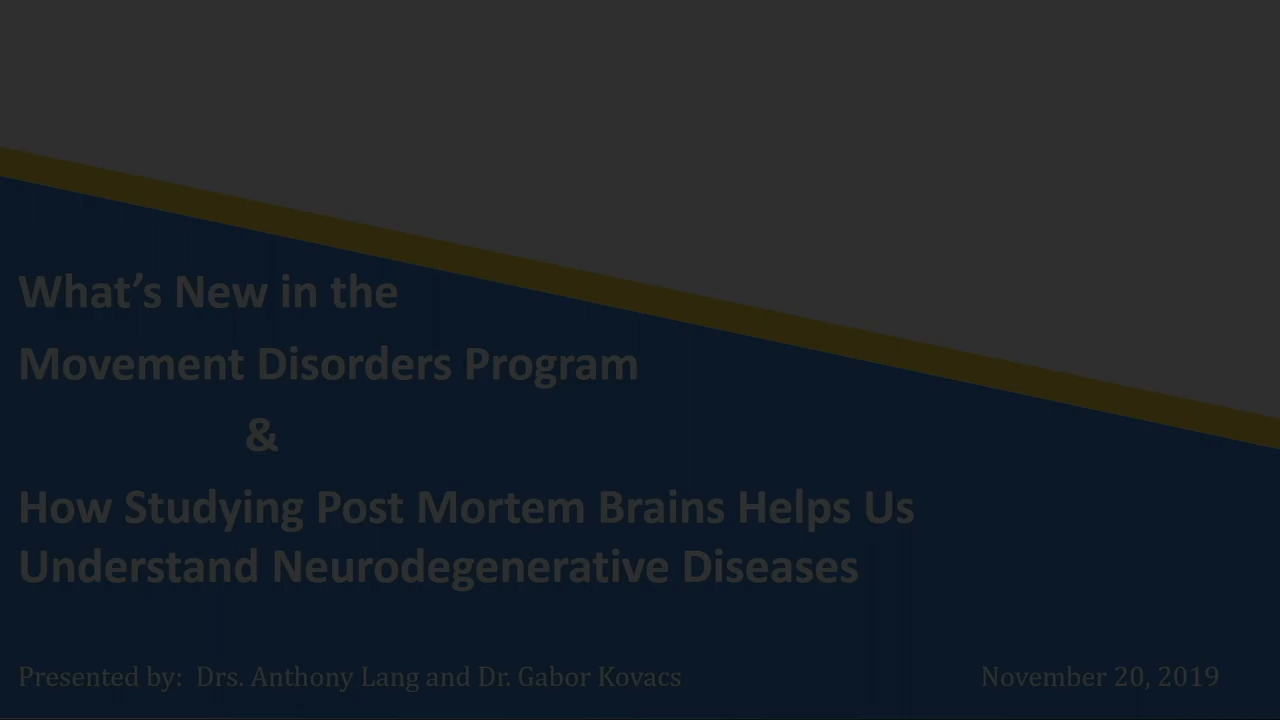 What’s New in the
Movement Disorders Program
&
How Studying Post Mortem Brains Helps Us
Understand Neurodegenerative Diseases
Presented by:  Drs. Anthony Lang and Dr. Gabor Kovacs
November 20, 2019